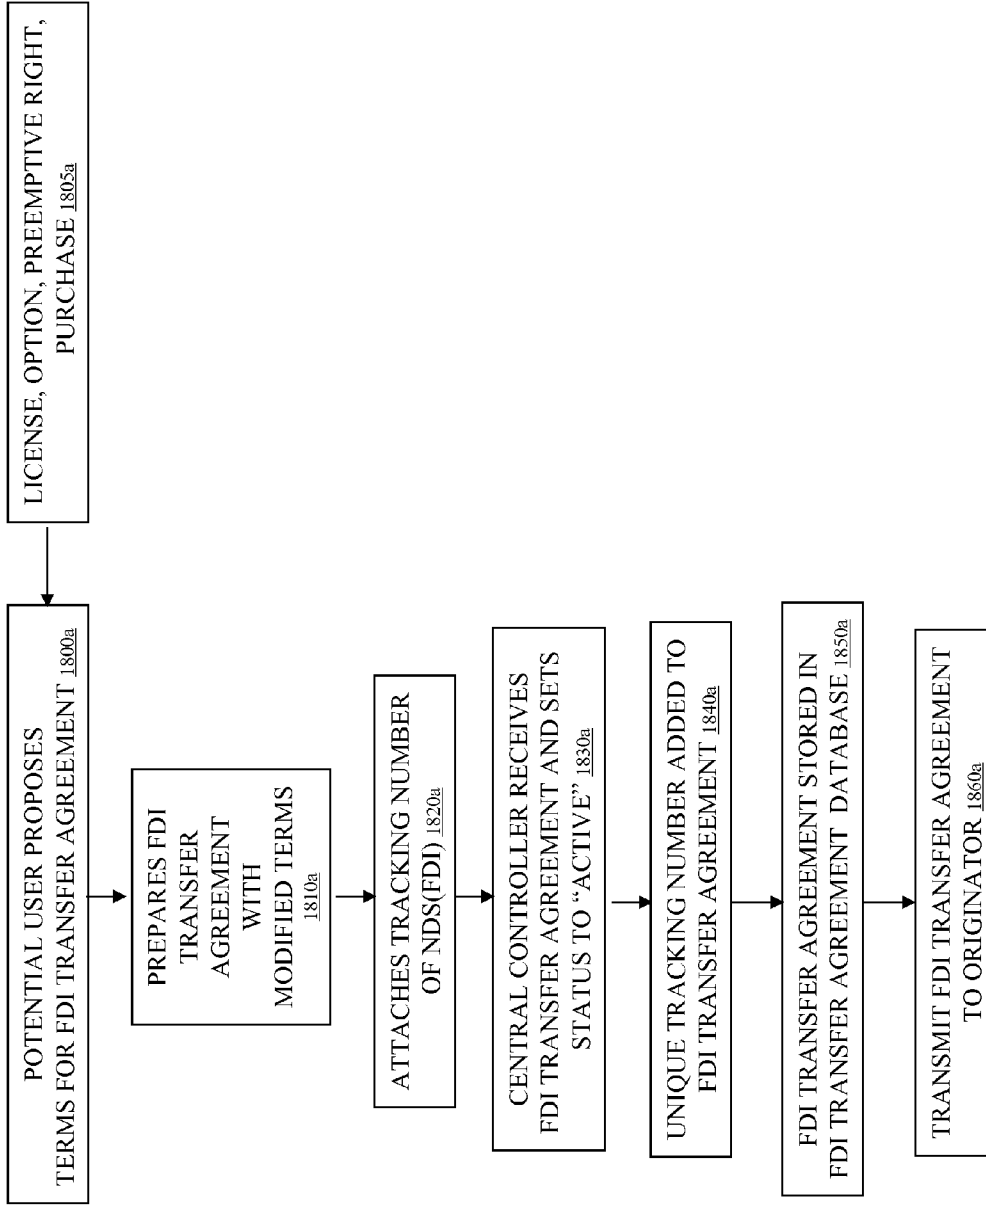 LICENSE, OPTION, PREEMPTIVE RIGHT,
PURCHASE 1805a
POTENTIAL USER PROPOSES
TERMS FOR FDI TRANSFER AGREEMENT 1800a
PREPARES FDI
TRANSFER
AGREEMENT
WITH
MODIFIED TERMS
1810a
ATTACHES TRACKING NUMBER
OF NDS(FDI) 1820a
CENTRAL CONTROLLER RECEIVES
FDI TRANSFER AGREEMENT AND SETS
STATUS TO “ACTIVE” 1830a
UNIQUE TRACKING NUMBER ADDED TO
FDI TRANSFER AGREEMENT 1840a
FDI TRANSFER AGREEMENT STORED IN
FDI TRANSFER AGREEMENT DATABASE 1850a
TRANSMIT FDI TRANSFER AGREEMENT
TO ORIGINATOR 1860a